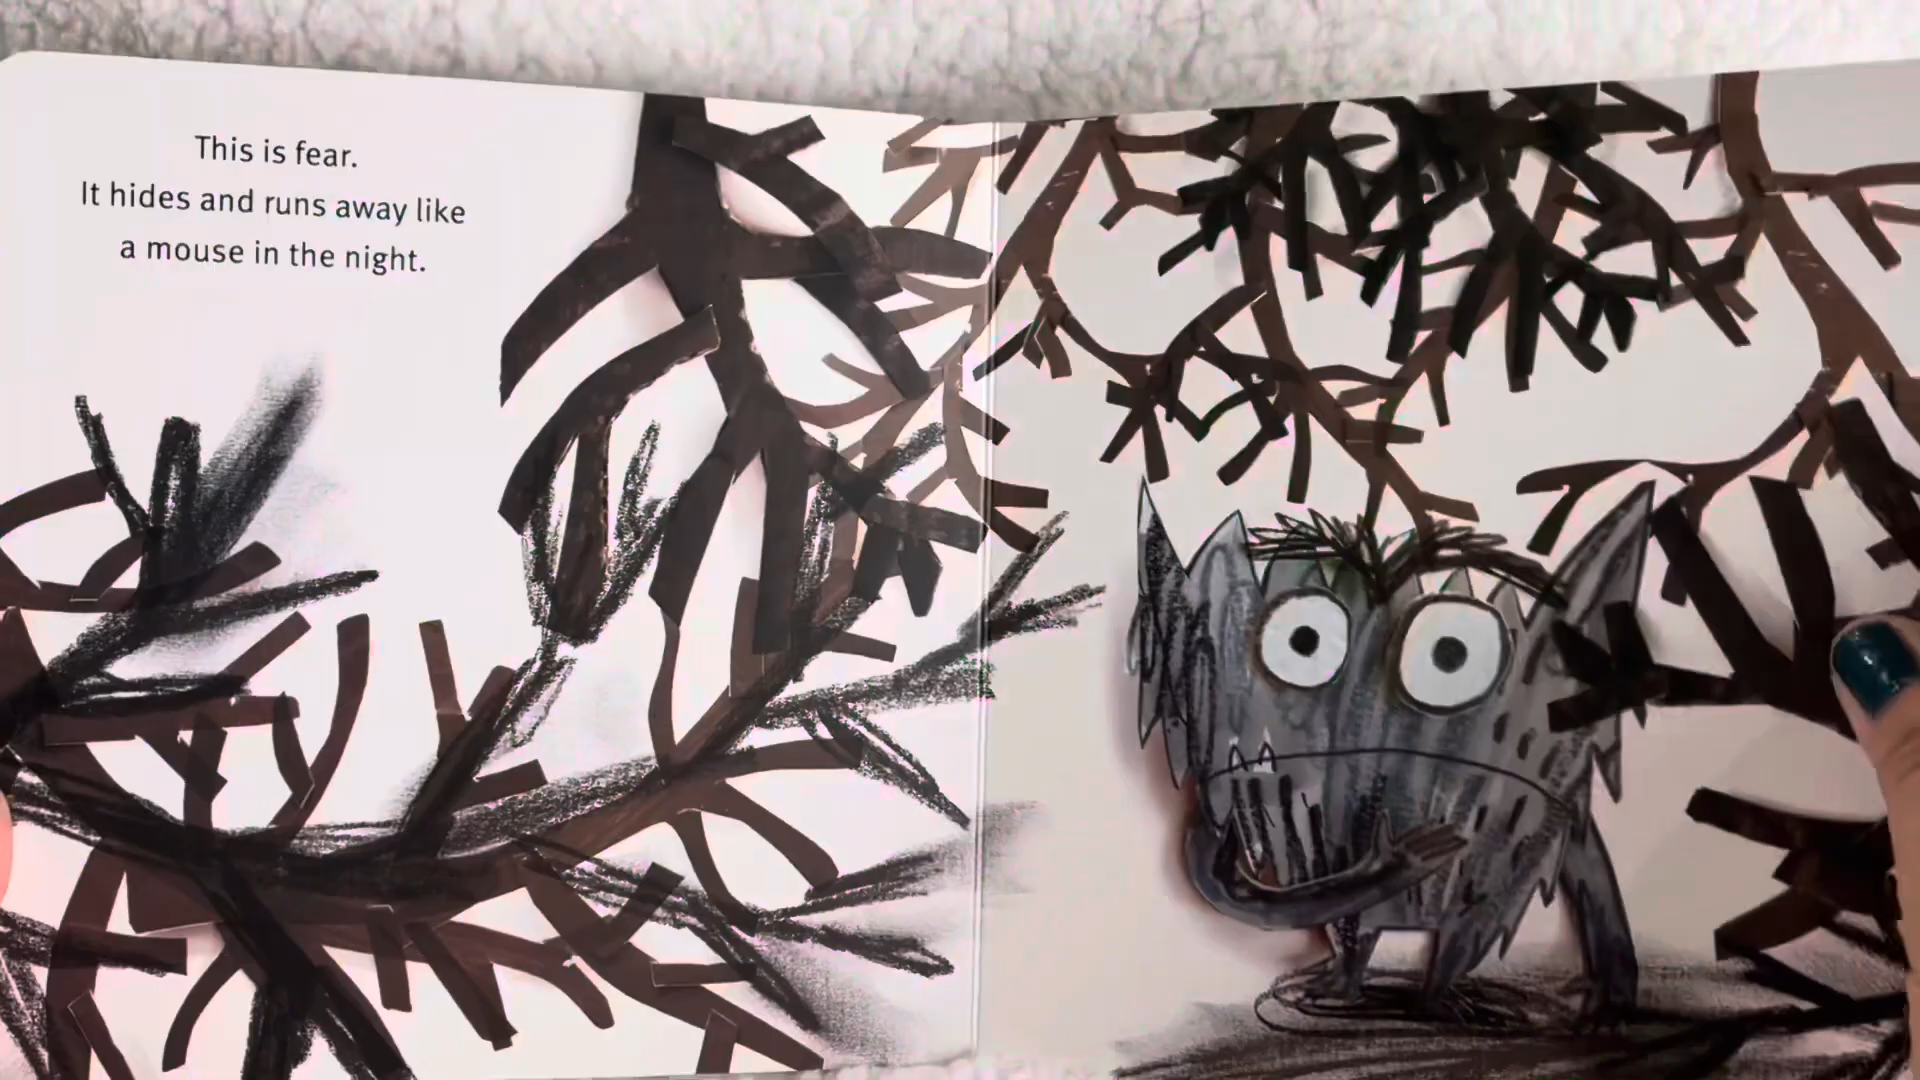 This is fear.
It hides and runs away like
a mouse in the night.